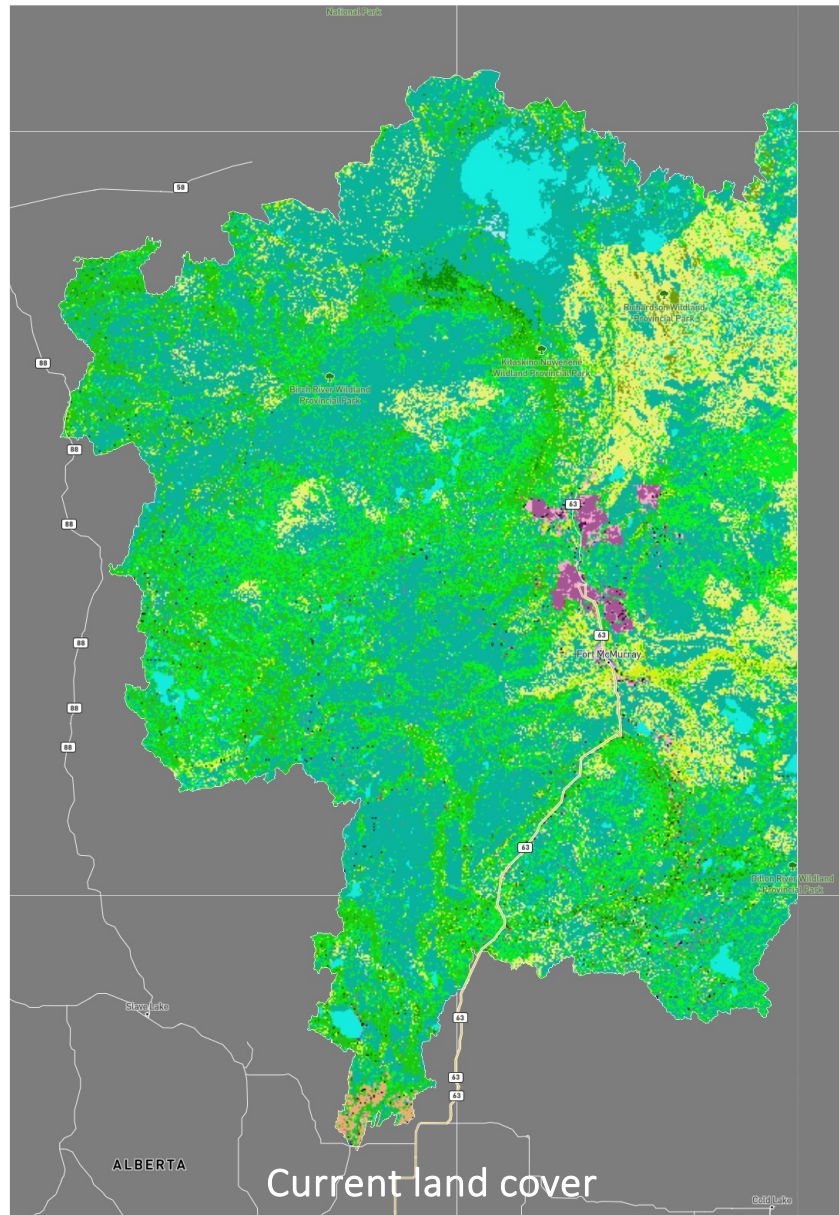 National Park
58
Richardson Wildland
Provincial Park
88
Kitaskino Nuwenëné
Wildland Provincial Park
Birch River Wildland
Provincial Park
88
63
88
63
88
Fort McMurray
88
88
63
Dillon River Wildland
Provincial Park
Slave Lake
63
63
63
ALBERTA
Current land cover
Cold Lake